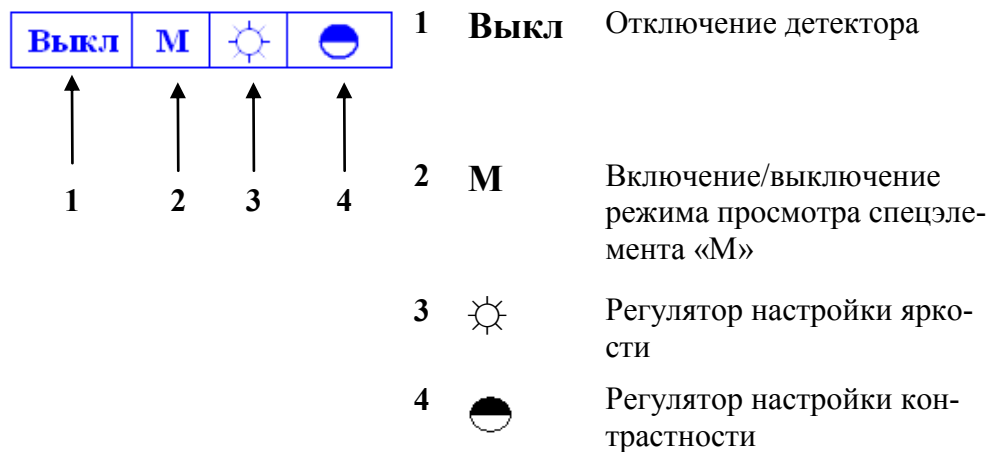 Выкл М
1 2 3 4
1 Выкл Отключение детектора
2 М Включение/выключение
режима просмотра спецэле-
мента «М»
3 Регулятор настройки ярко-
сти
4 Регулятор настройки кон-
трастности